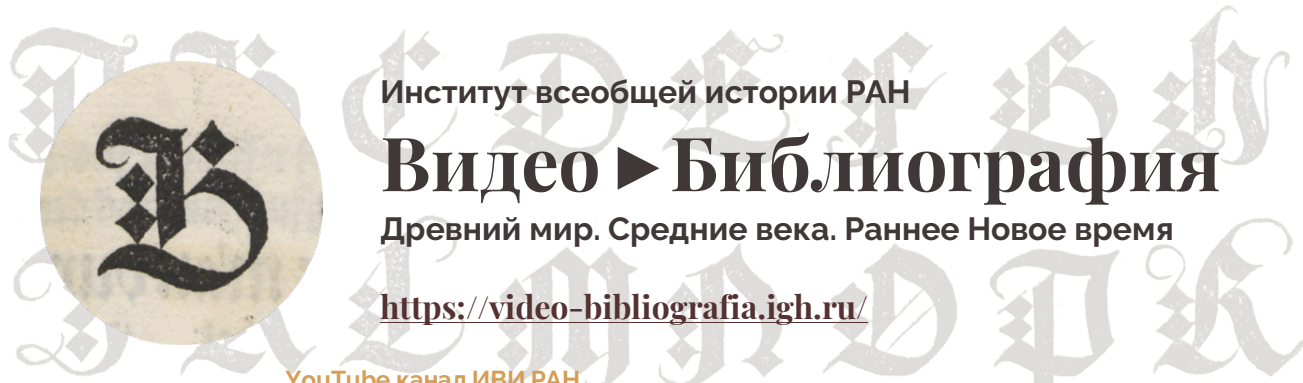 Институт всеобщей истории РАН
Видео ▶ Библиография
Древний мир. Средние века. Раннее Новое время
https://video-bibliografia.igh.ru/
YouTube канал ИВИ РАН